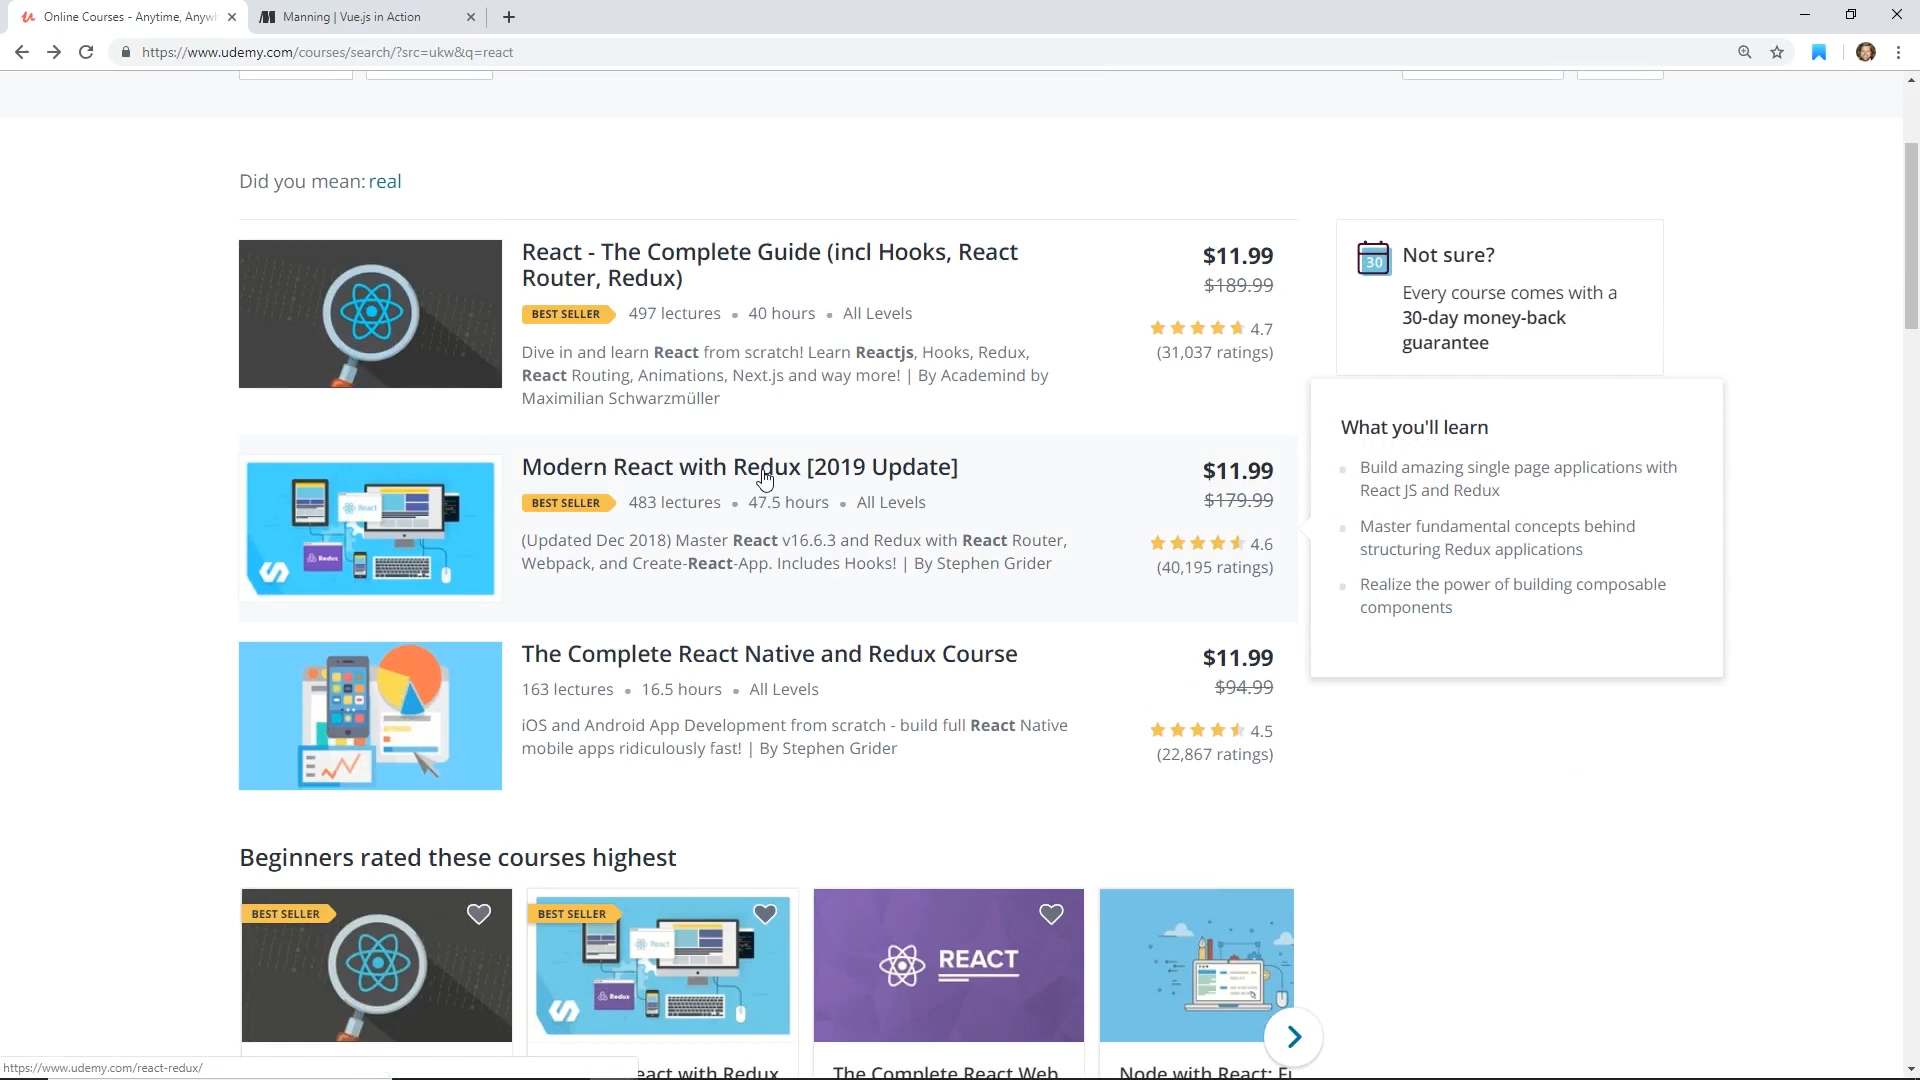 Online Courses - Anytime, Anyw
Manning | Vue.js in Action
https://www.udemy.com/courses/search/?src=ukw&q=react
Did you mean: real
React - The Complete Guide (incl Hooks, React
Router, Redux)
BEST SELLER 497 lectures 40 hours All Levels
Dive in and learn React from scratch! Learn Reactjs, Hooks, Redux,
React Routing, Animations, Next.js and way more! | By Academind by
Maximilian Schwarzmüller
$11.99
$189.99
4.7
(31,037 ratings)
30
Not sure?
Every course comes with a
30-day money-back
guarantee
React
Redux
Modern React with Redux [2019 Update]
BEST SELLER 483 lectures 47.5 hours All Levels
(Updated Dec 2018) Master React v16.6.3 and Redux with React Router,
Webpack, and Create-React-App. Includes Hooks! | By Stephen Grider
$11.99
$179.99
4.6
(40,195 ratings)
What you'll learn
Build amazing single page applications with
React JS and Redux
Master fundamental concepts behind
structuring Redux applications
Realize the power of building composable
components
The Complete React Native and Redux Course
163 lectures 16.5 hours All Levels
iOS and Android App Development from scratch - build full React Native
mobile apps ridiculously fast! | By Stephen Grider
$11.99
$94.99
4.5
(22,867 ratings)
Beginners rated these courses highest
BEST SELLER
BEST SELLER
React
Redux
REACT
eact with Redux
The Complete React Web
Node with React: Fu
https://www.udemy.com/react-redux/